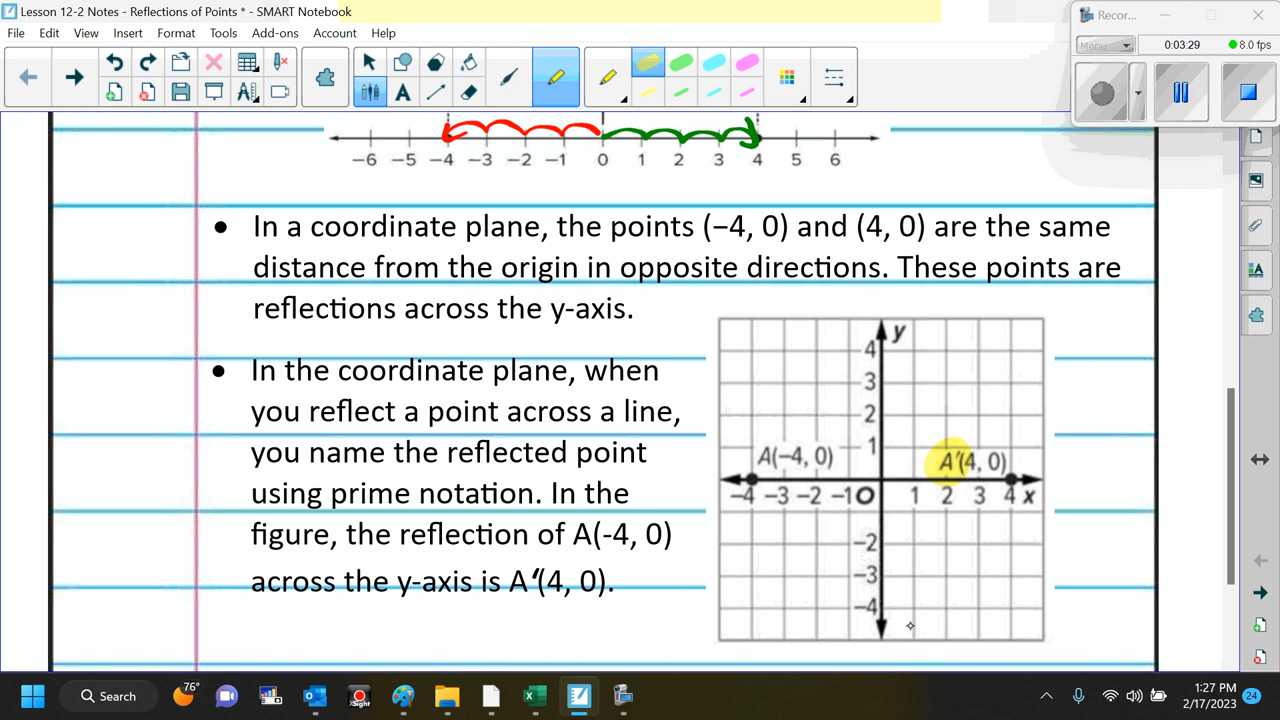 Lesson 12-2 Notes - Reflections of Points * - SMART Notebook
Recor...
File Edit View Insert Format Tools Add-ons Account Help
Menu 0:03:29 8.0 fps
−6 −5 −4 −3 −2 −1 0 1 2 3 4 5 6
• In a coordinate plane, the points (−4, 0) and (4, 0) are the same
distance from the origin in opposite directions. These points are
reflections across the y-axis.
• In the coordinate plane, when
you reflect a point across a line,
you name the reflected point
using prime notation. In the
figure, the reflection of A(-4, 0)
across the y-axis is A′(4, 0).
y
4
3
2
1
A(−4, 0) A′(4, 0)
−4 −3 −2 −1 O 1 2 3 4 x
−2
−3
−4
Search
76°
1:27 PM
2/17/2023
24